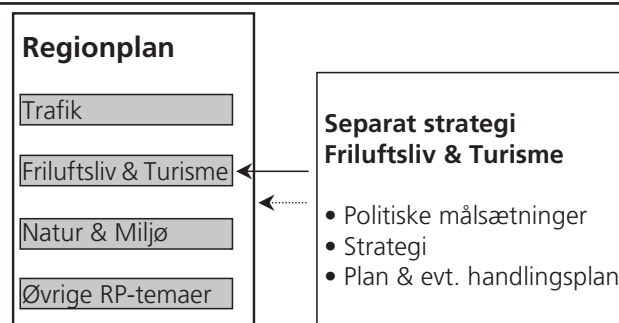 Regionplan
Trafik
Friluftsliv & Turisme
Natur & Miljø
Øvrige RP-temaer
Separat strategi
Friluftsliv & Turisme
• Politiske målsætninger
• Strategi
• Plan & evt. handlingsplan